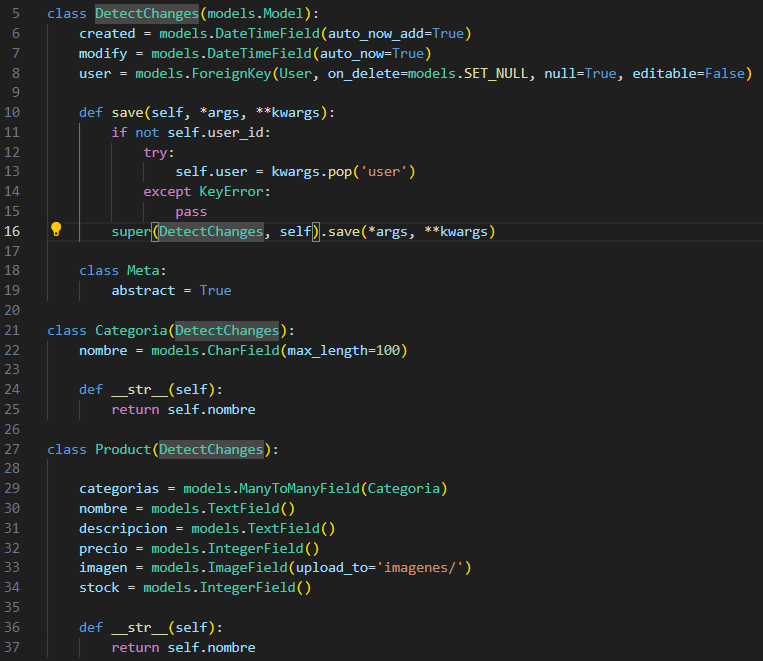 5 class DetectChanges(models.Model):
6     created = models.DateTimeField(auto_now_add=True)
7     modify = models.DateTimeField(auto_now=True)
8     user = models.ForeignKey(User, on_delete=models.SET_NULL, null=True, editable=False)
9
10     def save(self, *args, **kwargs):
11         if not self.user_id:
12             try:
13                 self.user = kwargs.pop('user')
14             except KeyError:
15                 pass
16         super(DetectChanges, self).save(*args, **kwargs)
17
18     class Meta:
19         abstract = True
20
21 class Categoria(DetectChanges):
22     nombre = models.CharField(max_length=100)
23
24     def __str__(self):
25         return self.nombre
26
27 class Product(DetectChanges):
28
29     categorias = models.ManyToManyField(Categoria)
30     nombre = models.TextField()
31     descripcion = models.TextField()
32     precio = models.IntegerField()
33     imagen = models.ImageField(upload_to='imagenes/')
34     stock = models.IntegerField()
35
36     def __str__(self):
37         return self.nombre